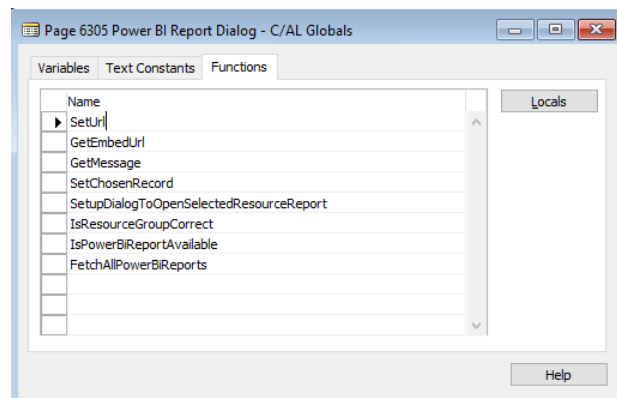 Page 6305 Power BI Report Dialog - C/AL Globals
Variables Text Constants Functions
Name
Locals
SetUrl
GetEmbedUrl
GetMessage
SetChosenRecord
SetupDialogToOpenSelectedResourceReport
IsResourceGroupCorrect
IsPowerBiReportAvailable
FetchAllPowerBiReports
Help